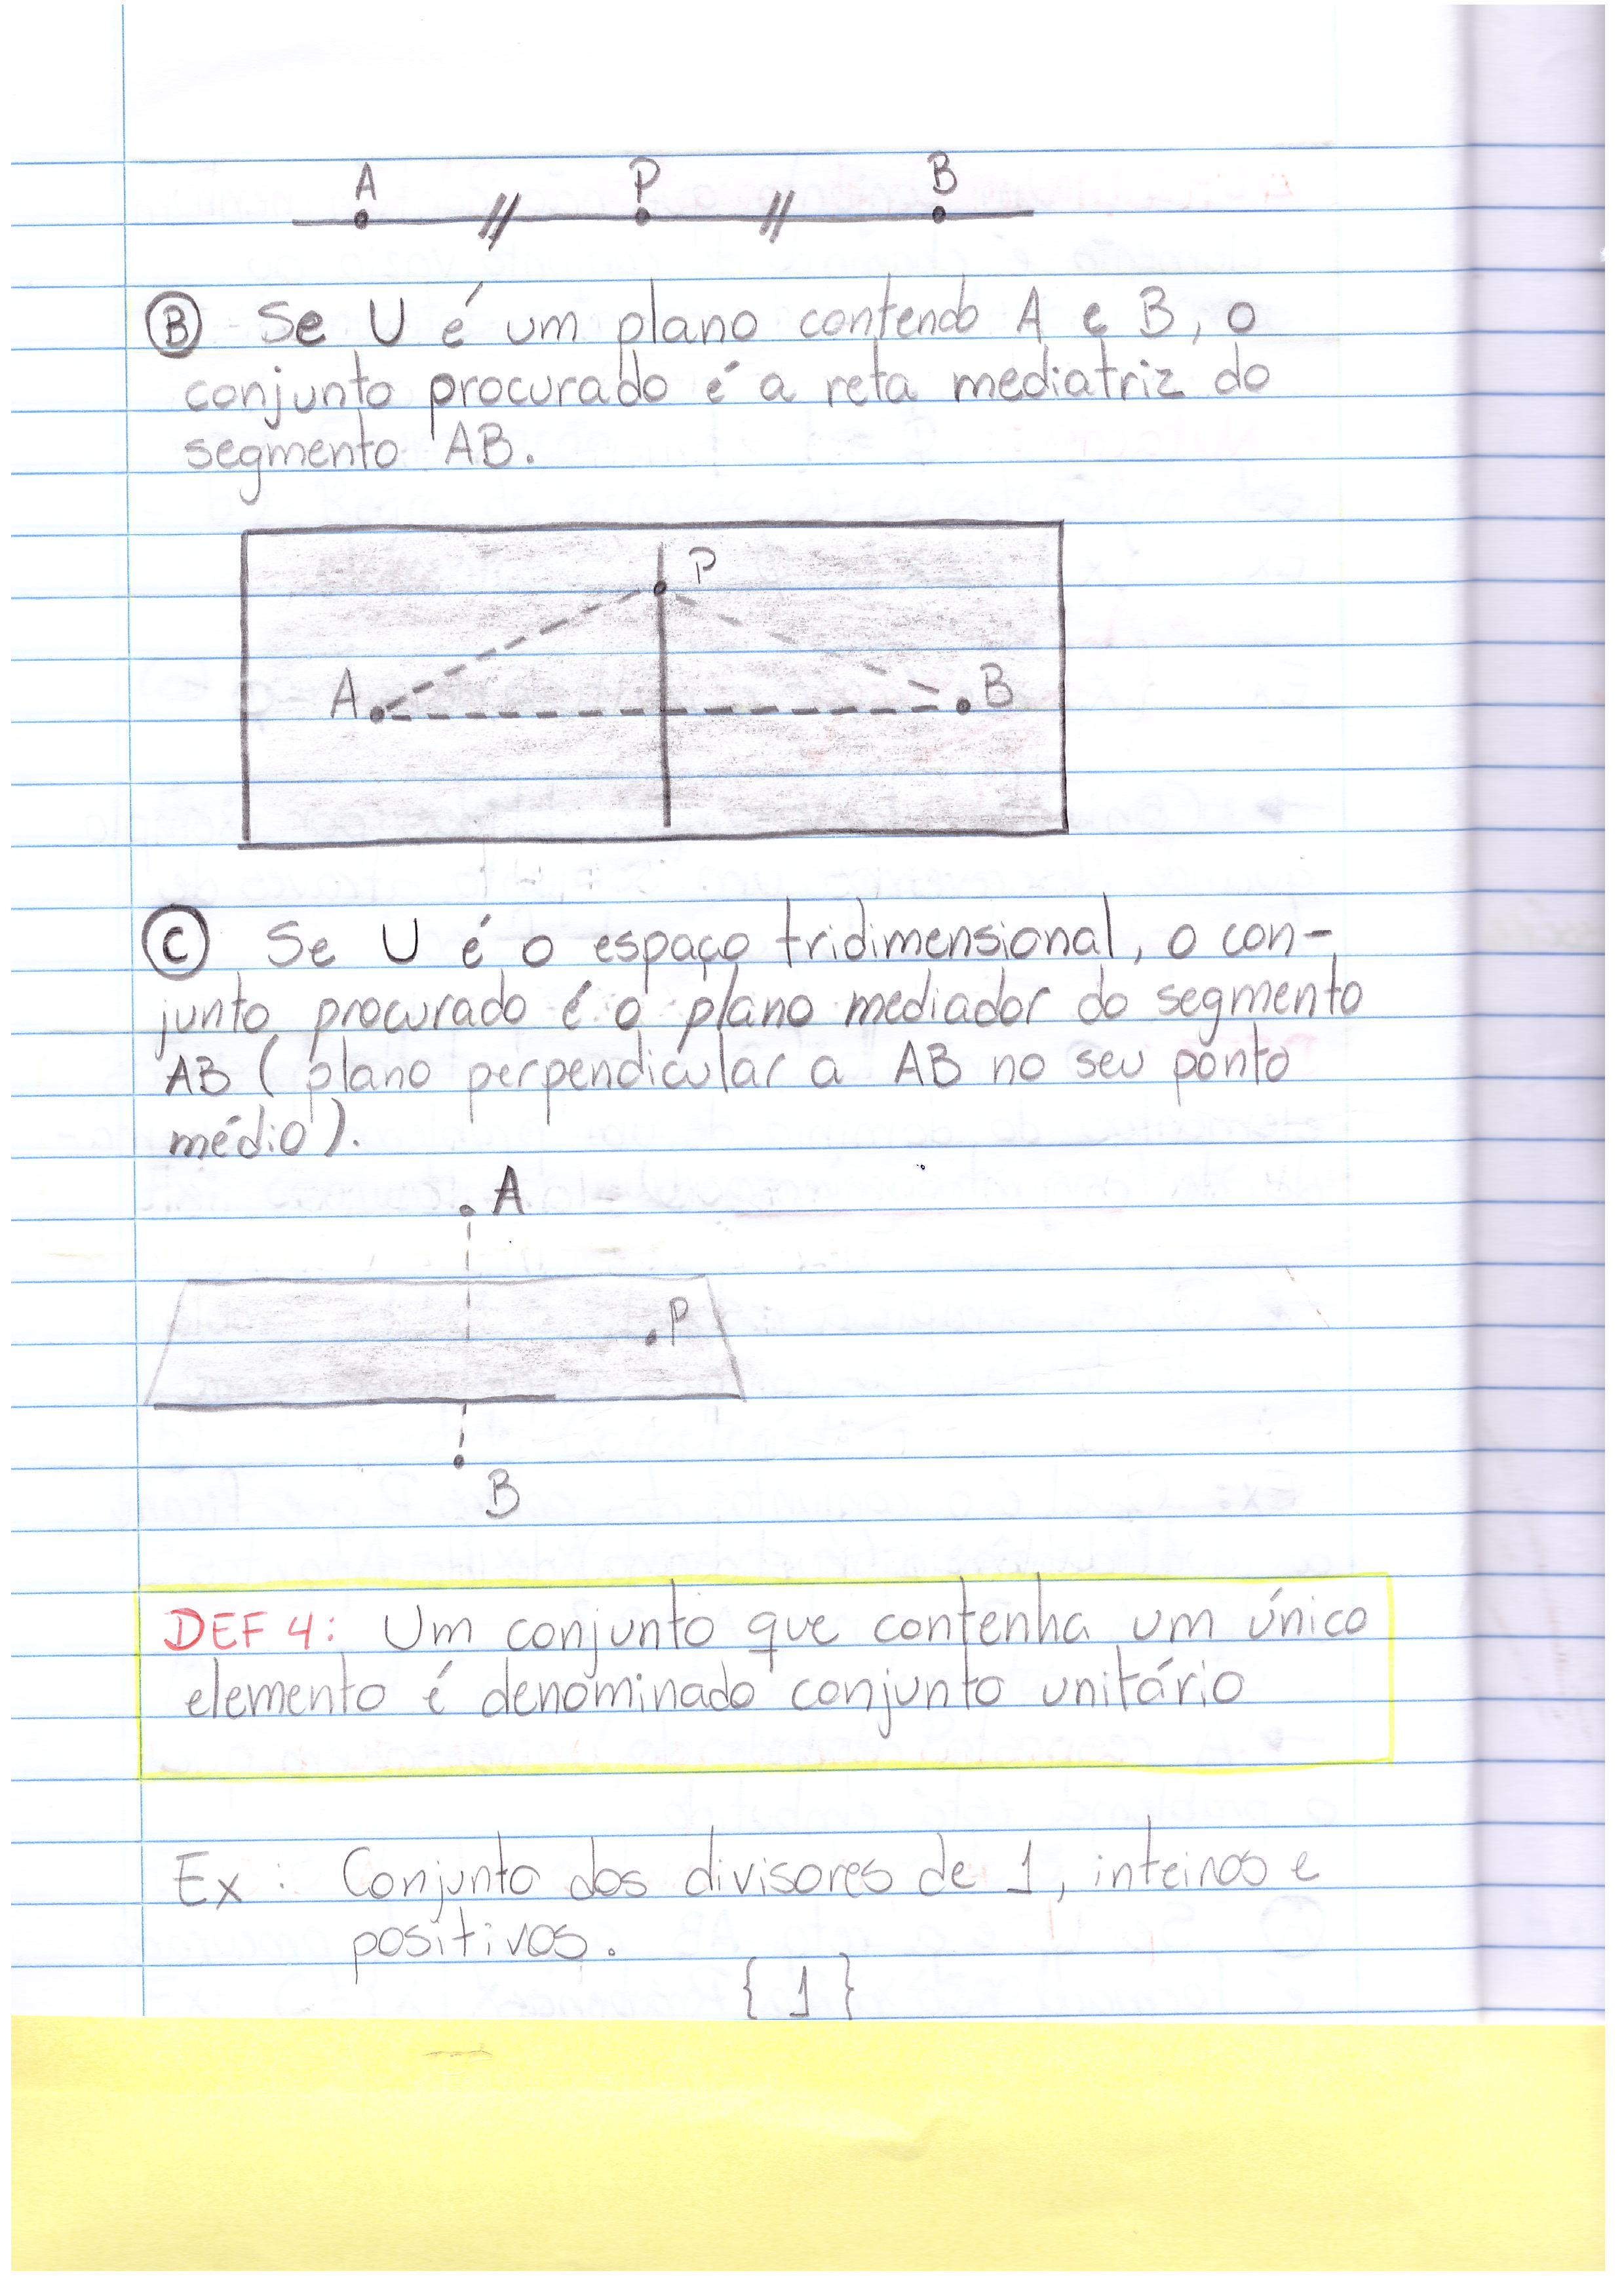 A P B
B Se U é um plano contendo A e B, o
conjunto procurado é a reta mediatriz do
segmento AB.
P
A B
C Se U é o espaço tridimensional, o con-
junto procurado é o plano mediador do segmento
AB (plano perpendicular a AB no seu ponto
médio).
A
P
B
DEF 4: Um conjunto que contenha um único
elemento é denominado conjunto unitário
Ex: Conjunto dos divisores de 1, inteiros e
positivos.
{1}